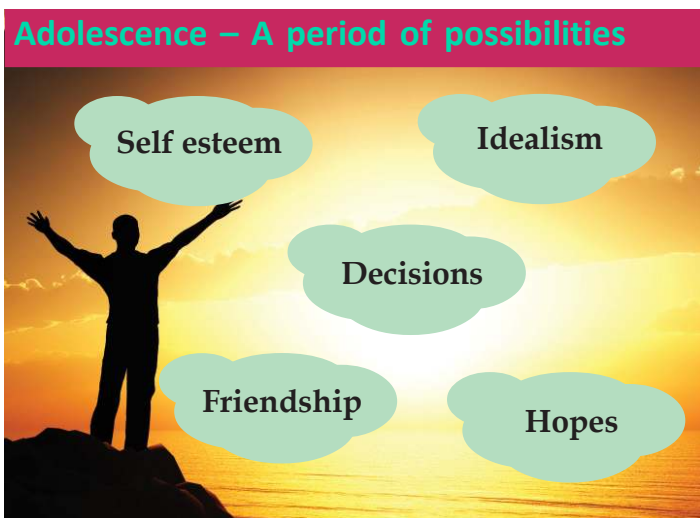 Adolescence – A period of possibilities
Self esteem
Idealism
Decisions
Friendship
Hopes